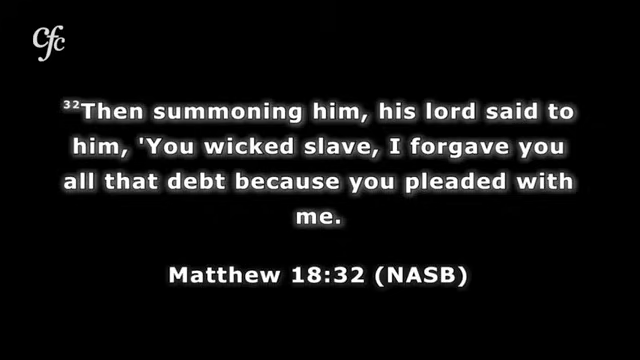 cfc
32Then summoning him, his lord said to
him, 'You wicked slave, I forgave you
all that debt because you pleaded with
me.
Matthew 18:32 (NASB)